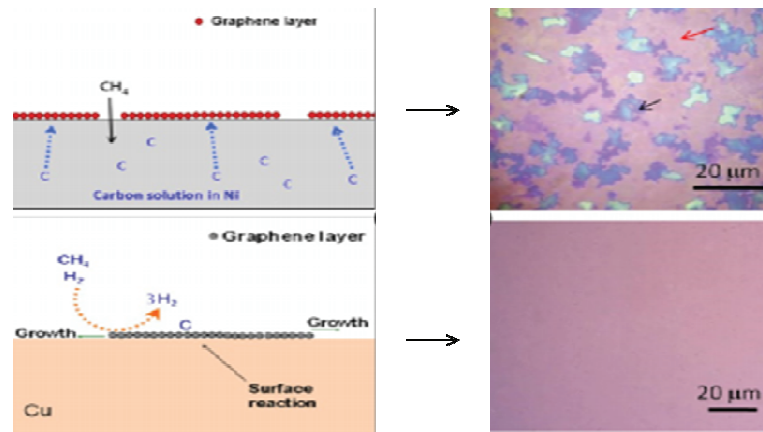 Graphene layer
CH₄
C
C
C
C
C
C
C
Carbon solution in Ni
20 μm
Graphene layer
CH₄
H₂
3H₂
C
Growth
Growth
Surface
reaction
Cu
20 μm